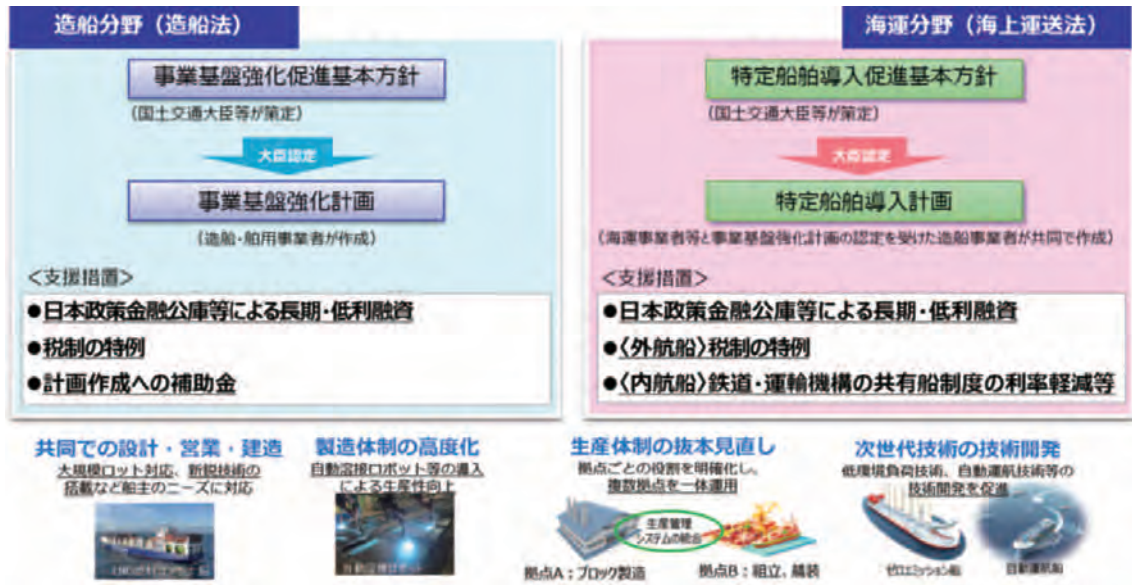 造船分野（造船法）
事業基盤強化促進基本方針
（国土交通大臣等が策定）
大臣認定
事業基盤強化計画
（造船・舶用事業者が作成）
＜支援措置＞
●日本政策金融公庫等による長期・低利融資
●税制の特例
●計画作成への補助金
海運分野（海上運送法）
特定船舶導入促進基本方針
（国土交通大臣等が策定）
大臣認定
特定船舶導入計画
（海運事業者等と事業基盤強化計画の認定を受けた造船事業者が共同で作成）
＜支援措置＞
●日本政策金融公庫等による長期・低利融資
●〈外航船〉税制の特例
●〈内航船〉鉄道・運輸機構の共有船制度の利率軽減等
共同での設計・営業・建造
大規模ロット対応、新鋭技術の
搭載など船主のニーズに対応
製造体制の高度化
自動溶接ロボット等の導入
による生産性向上
自動溶接ロボット
生産体制の抜本見直し
拠点ごとの役割を明確化し、
複数拠点を一体運用
生産管理
システムの統合
拠点A：ブロック製造
拠点B：組立、艤装
次世代技術の技術開発
低環境負荷技術、自動運航技術等の
技術開発を促進
ゼロエミッション船
自動運航船